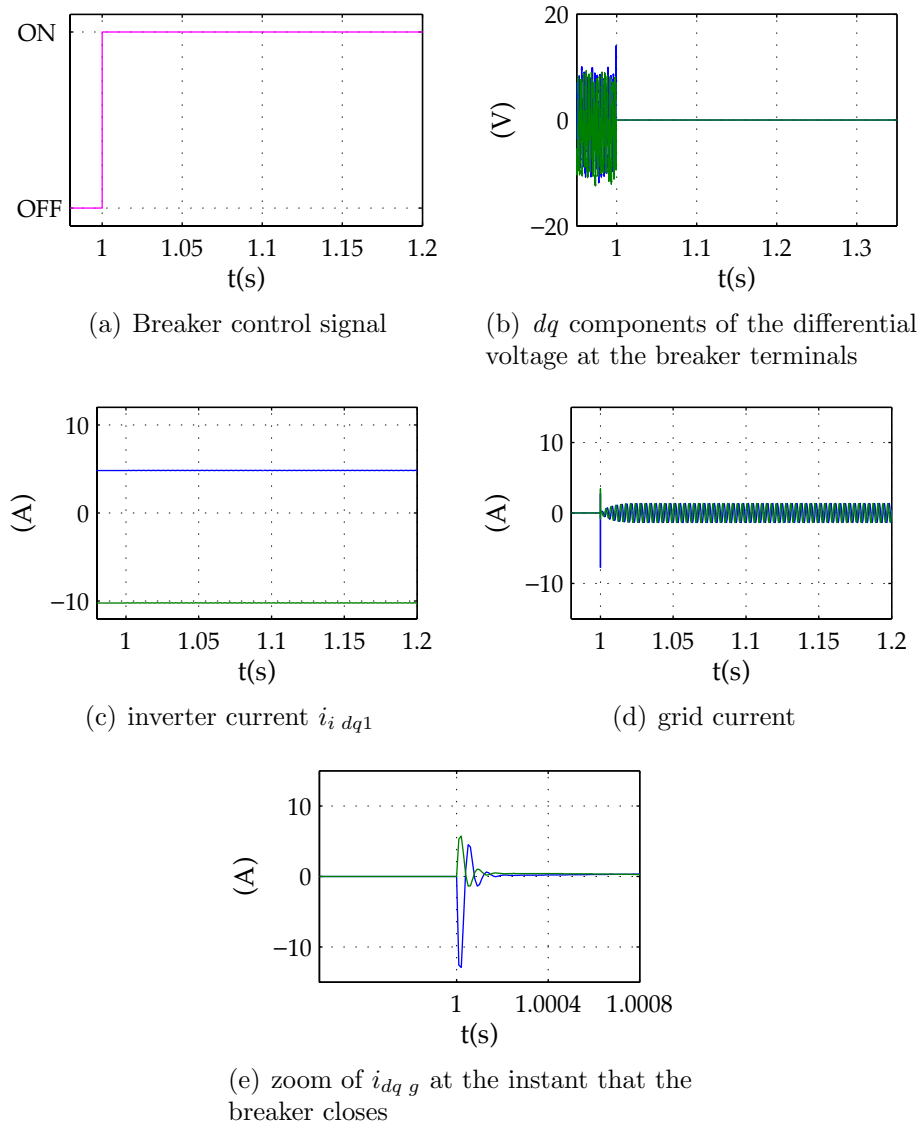 ON
OFF
1 1.05 1.1 1.15 1.2
t(s)
(a) Breaker control signal
20
0
−20
(V)
1 1.1 1.2 1.3
t(s)
(b) dq components of the differential
voltage at the breaker terminals
10
0
−10
(A)
1 1.05 1.1 1.15 1.2
t(s)
(c) inverter current i_{i dq1}
10
0
−10
(A)
1 1.05 1.1 1.15 1.2
t(s)
(d) grid current
10
0
−10
(A)
1 1.0004 1.0008
t(s)
(e) zoom of i_{dq g} at the instant that the
breaker closes